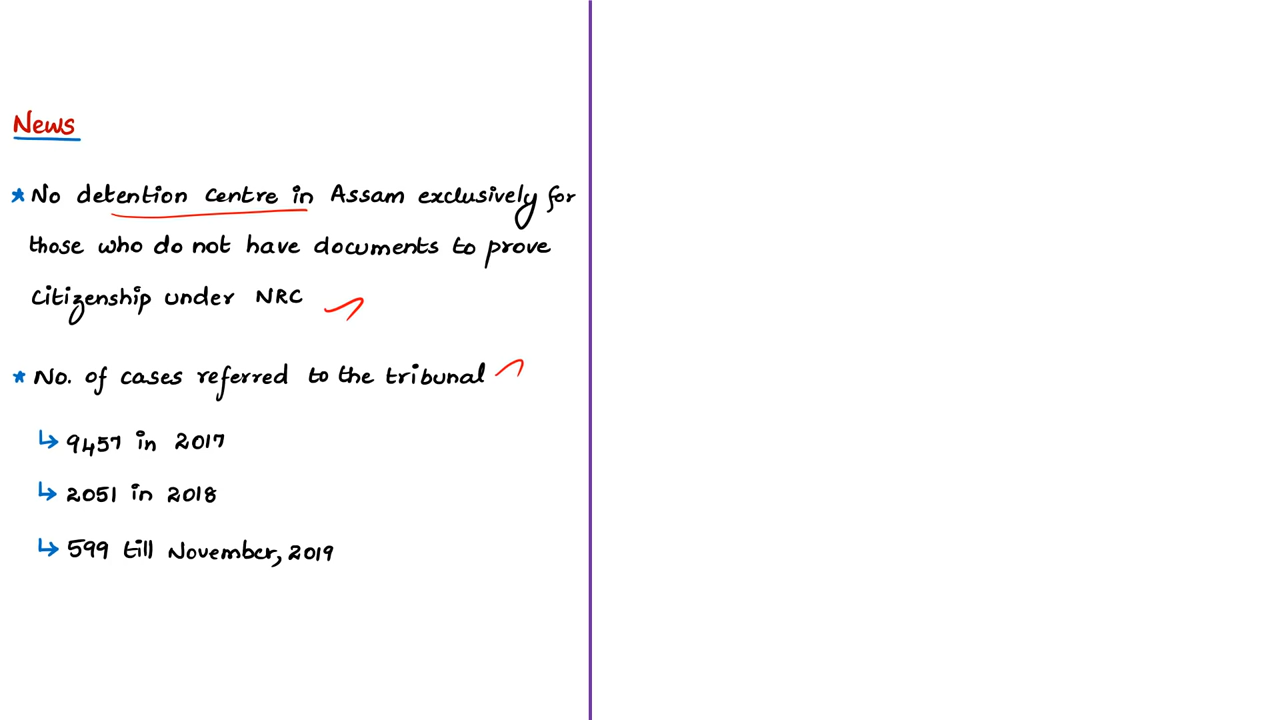 News
* No detention centre in Assam exclusively for
those who do not have documents to prove
citizenship under NRC
* No. of cases referred to the tribunal
↳ 9457 in 2017
↳ 2051 in 2018
↳ 599 till November, 2019